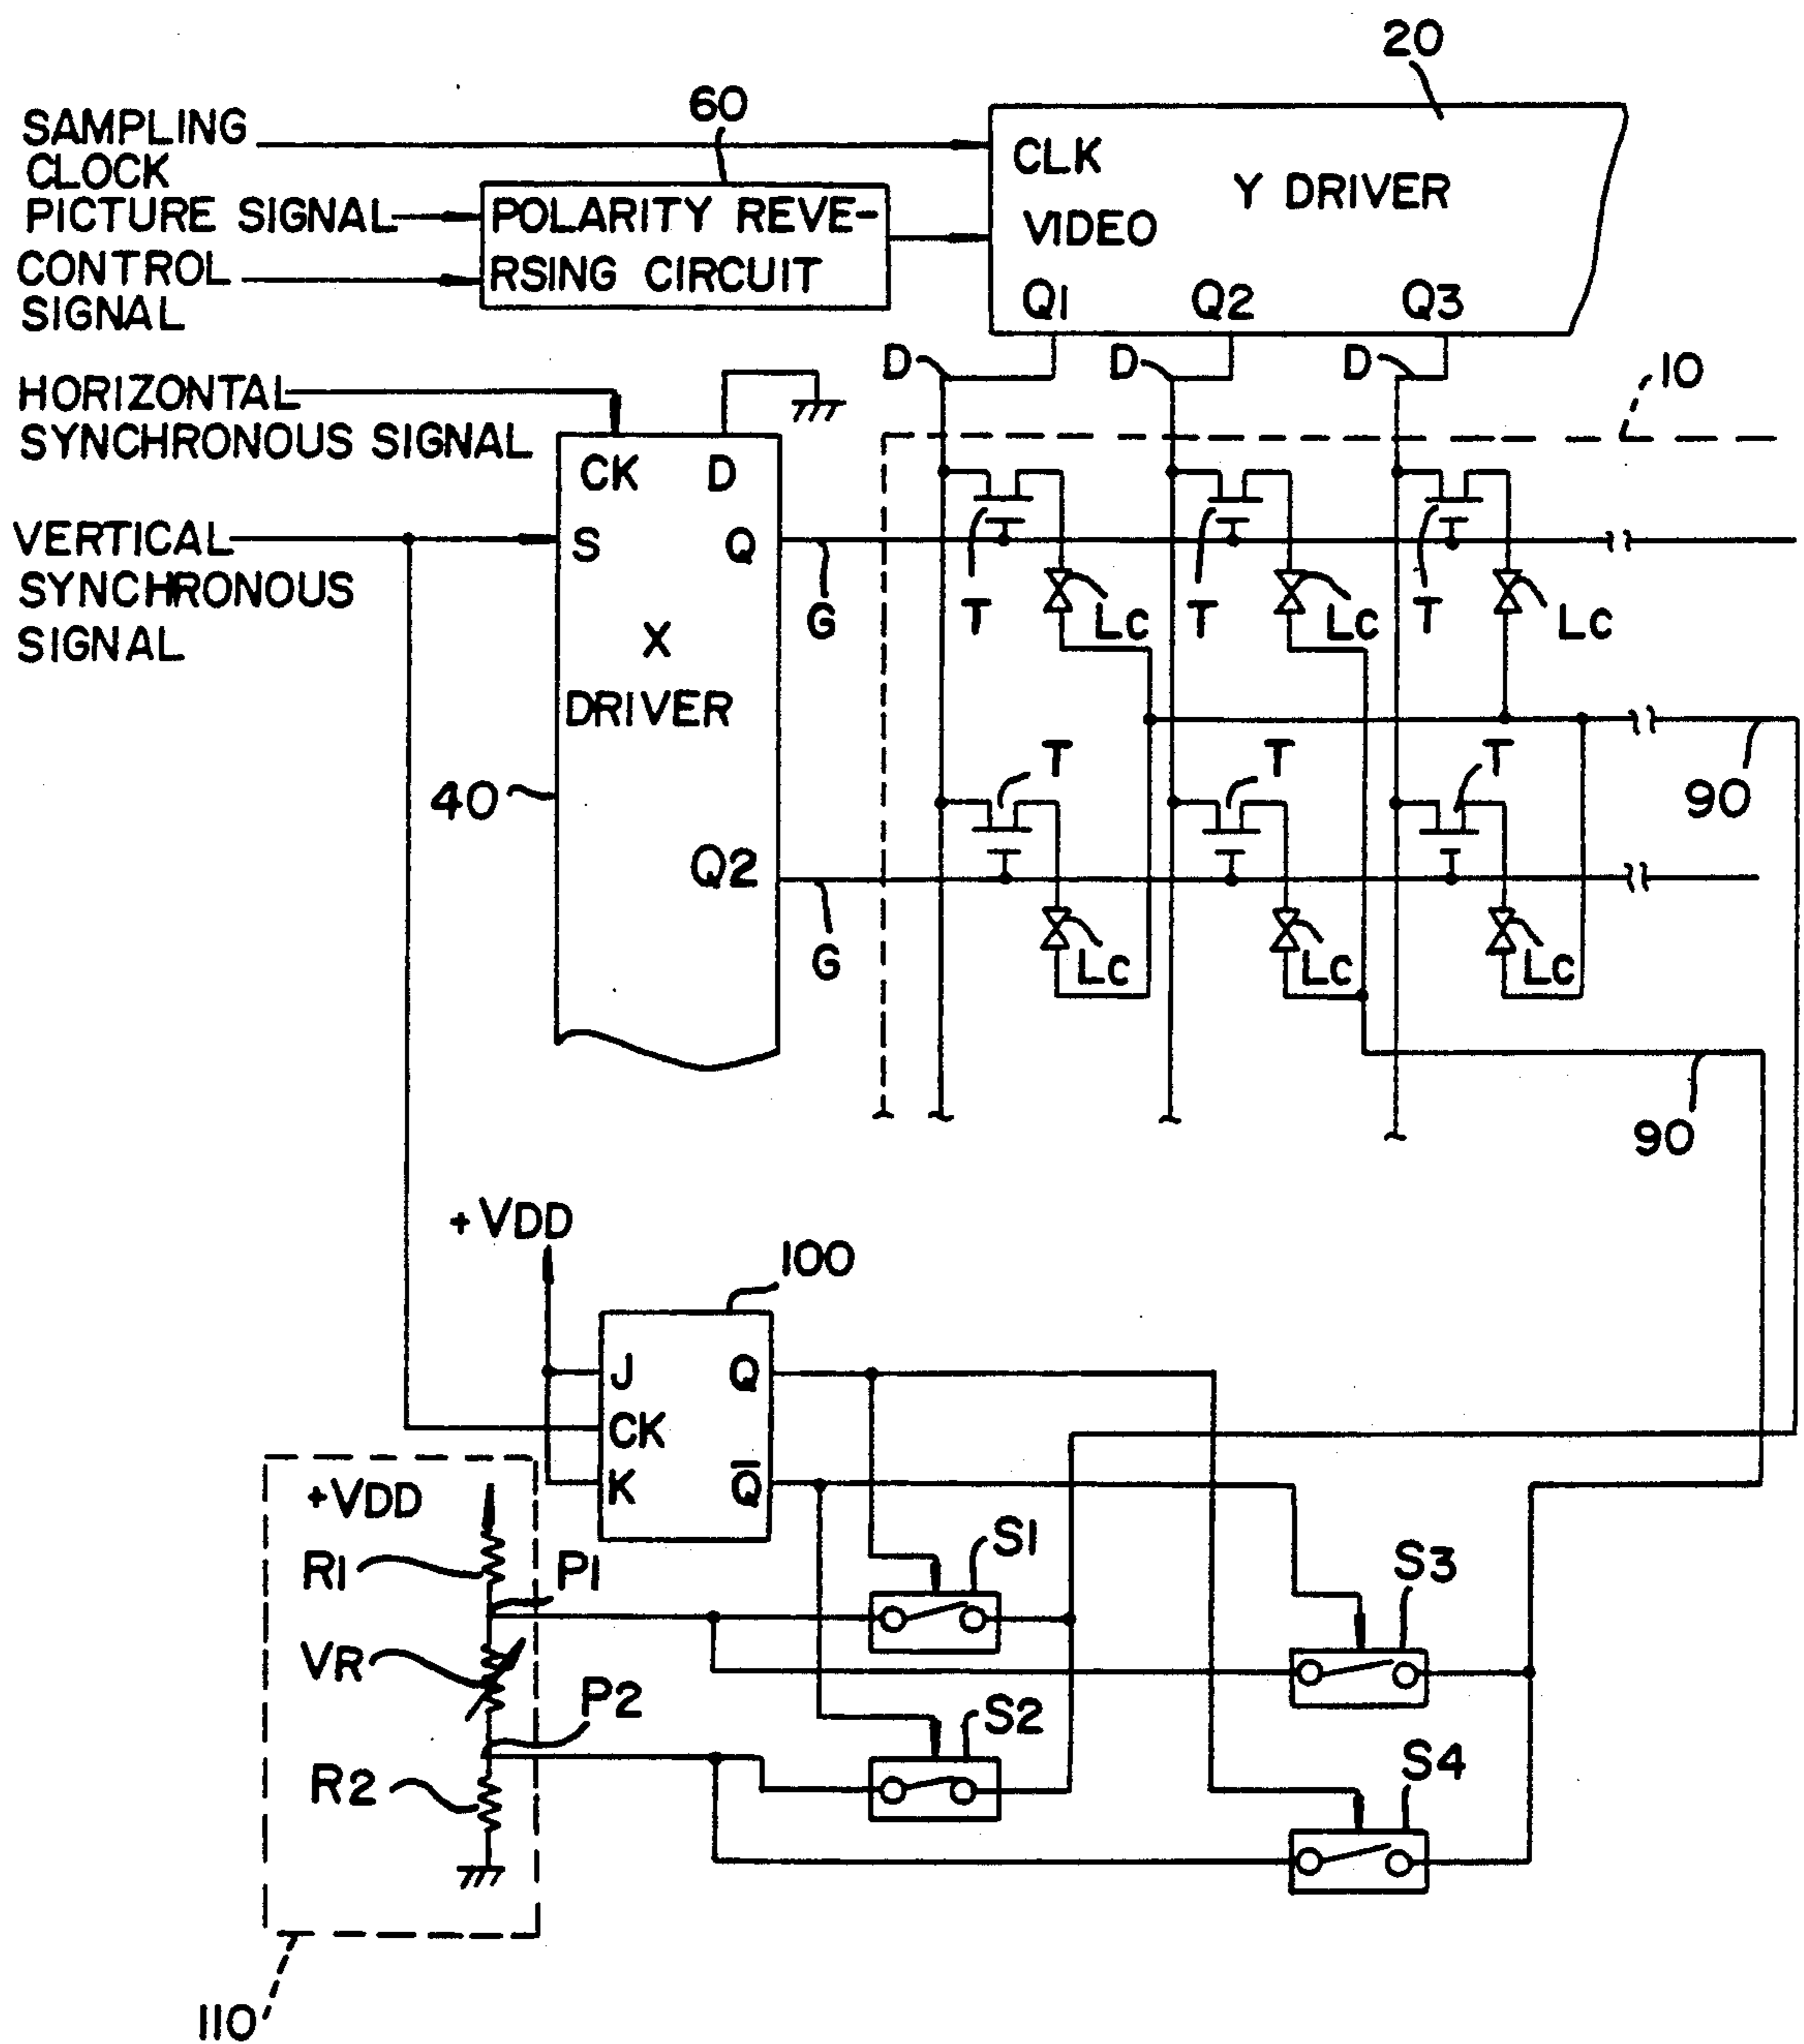 20
60
SAMPLING
CLOCK
CLK
Y DRIVER
PICTURE SIGNAL
POLARITY REVE-
VIDEO
CONTROL
SIGNAL
RSING CIRCUIT
Q1 Q2 Q3
D D D
10
HORIZONTAL
SYNCHRONOUS SIGNAL
CK D
VERTICAL
SYNCHRONOUS
SIGNAL
S Q
G T LC T LC T LC
X
DRIVER
40
T T T
90
Q2
G LC LC LC
90
+VDD
100
J Q
CK
K Q̅
+VDD
R1 P1 S1 S3
VR P2 S2
R2 S4
110